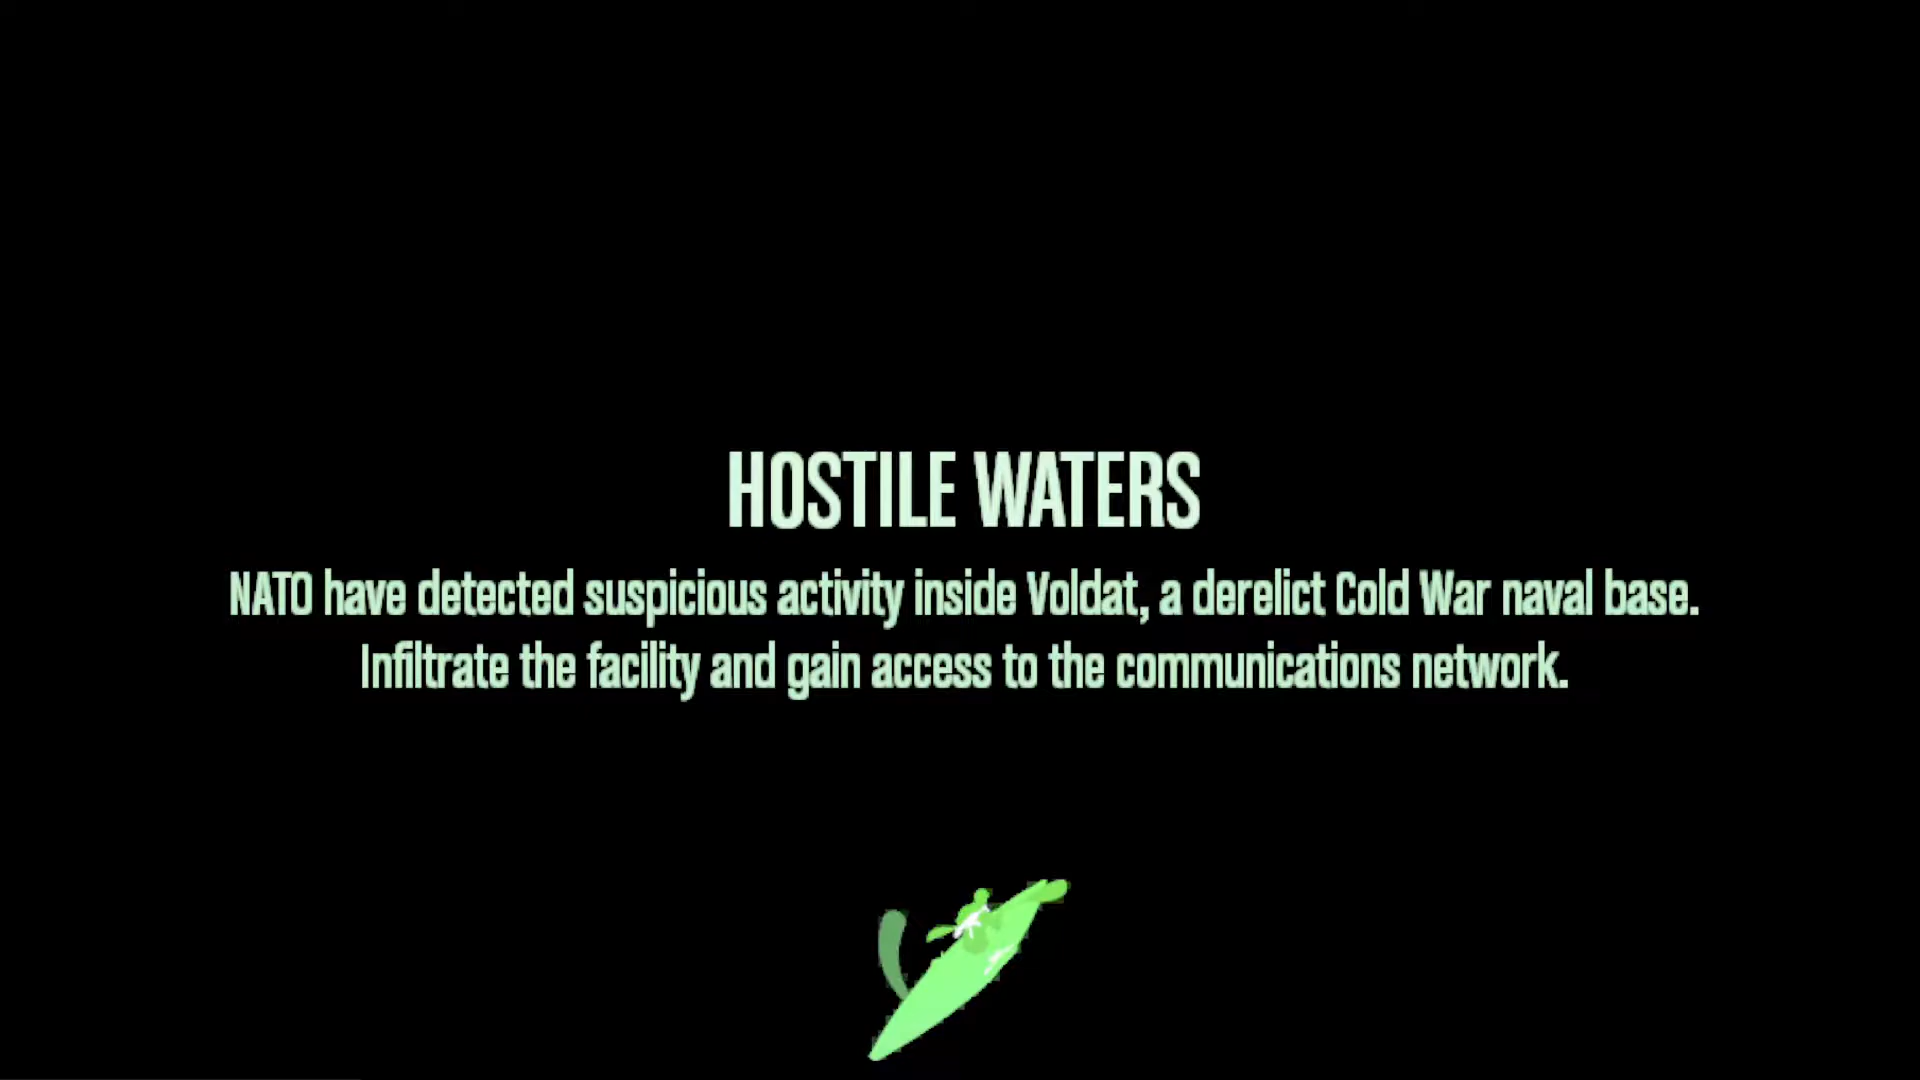 HOSTILE WATERS
NATO have detected suspicious activity inside Voldat, a derelict Cold War naval base.
Infiltrate the facility and gain access to the communications network.